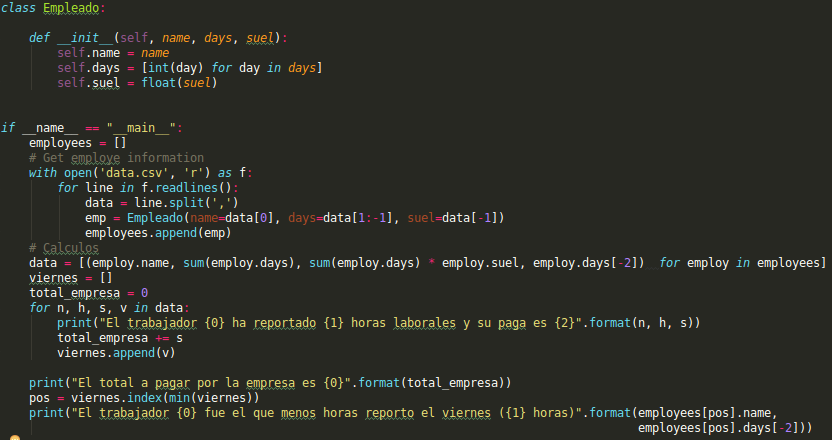 class Empleado:
def __init__(self, name, days, suel):
self.name = name
self.days = [int(day) for day in days]
self.suel = float(suel)
if __name__ == "__main__":
employees = []
# Get employe information
with open('data.csv', 'r') as f:
for line in f.readlines():
data = line.split(',')
emp = Empleado(name=data[0], days=data[1:-1], suel=data[-1])
employees.append(emp)
# Calculos
data = [(employ.name, sum(employ.days), sum(employ.days) * employ.suel, employ.days[-2]) for employ in employees]
viernes = []
total_empresa = 0
for n, h, s, v in data:
print("El trabajador {0} ha reportado {1} horas laborales y su paga es {2}".format(n, h, s))
total_empresa += s
viernes.append(v)
print("El total a pagar por la empresa es {0}".format(total_empresa))
pos = viernes.index(min(viernes))
print("El trabajador {0} fue el que menos horas reporto el viernes ({1} horas)".format(employees[pos].name,
employees[pos].days[-2]))